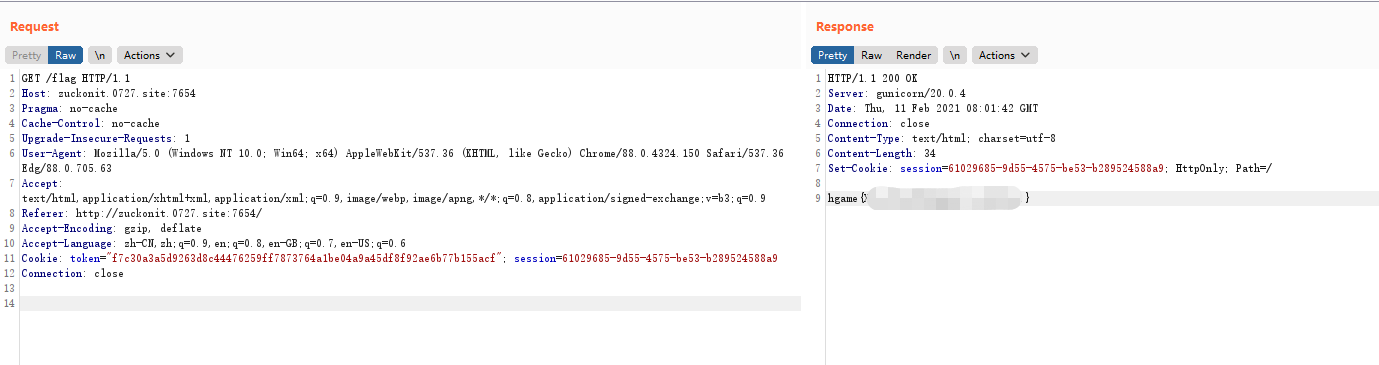 Request
Pretty Raw \n Actions
1 GET /flag HTTP/1.1
2 Host: zuckonit.0727.site:7654
3 Pragma: no-cache
4 Cache-Control: no-cache
5 Upgrade-Insecure-Requests: 1
6 User-Agent: Mozilla/5.0 (Windows NT 10.0; Win64; x64) AppleWebKit/537.36 (KHTML, like Gecko) Chrome/88.0.4324.150 Safari/537.36
Edg/88.0.705.63
7 Accept:
text/html,application/xhtml+xml,application/xml;q=0.9,image/webp,image/apng,*/*;q=0.8,application/signed-exchange;v=b3;q=0.9
8 Referer: http://zuckonit.0727.site:7654/
9 Accept-Encoding: gzip, deflate
10 Accept-Language: zh-CN,zh;q=0.9,en;q=0.8,en-GB;q=0.7,en-US;q=0.6
11 Cookie: token="f7c30a3a5d9263d8c44476259ff7873764a1be04a9a45df8f92ae6b77b155acf"; session=61029685-9d55-4575-be53-b289524588a9
12 Connection: close
13
14
Response
Pretty Raw Render \n Actions
1 HTTP/1.1 200 OK
2 Server: gunicorn/20.0.4
3 Date: Thu, 11 Feb 2021 08:01:42 GMT
4 Connection: close
5 Content-Type: text/html; charset=utf-8
6 Content-Length: 34
7 Set-Cookie: session=61029685-9d55-4575-be53-b289524588a9; HttpOnly; Path=/
8
9 hgame{ }